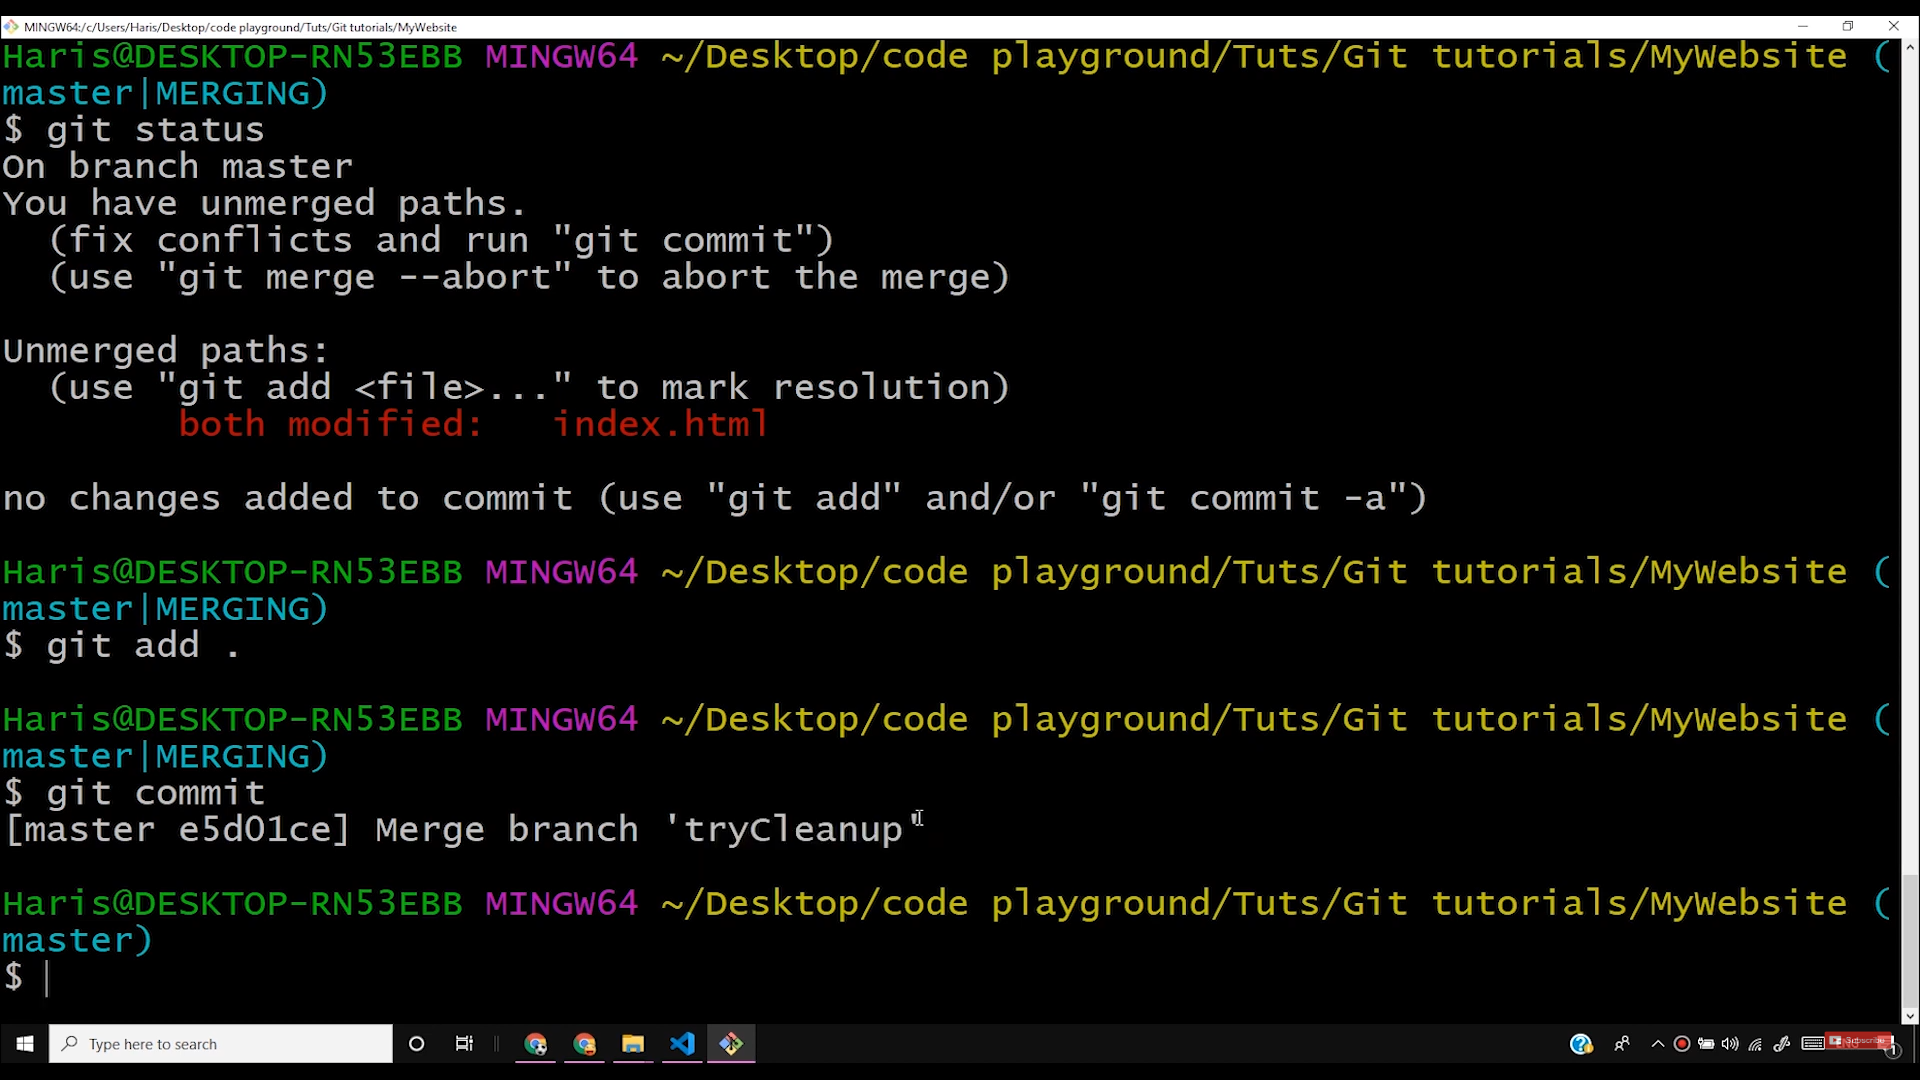 MINGW64:/c/Users/Haris/Desktop/code playground/Tuts/Git tutorials/MyWebsite
Haris@DESKTOP-RN53EBB MINGW64 ~/Desktop/code playground/Tuts/Git tutorials/MyWebsite (
master|MERGING)
$ git status
On branch master
You have unmerged paths.
(fix conflicts and run "git commit")
(use "git merge --abort" to abort the merge)
Unmerged paths:
(use "git add <file>..." to mark resolution)
both modified: index.html
no changes added to commit (use "git add" and/or "git commit -a")
Haris@DESKTOP-RN53EBB MINGW64 ~/Desktop/code playground/Tuts/Git tutorials/MyWebsite (
master|MERGING)
$ git add .
Haris@DESKTOP-RN53EBB MINGW64 ~/Desktop/code playground/Tuts/Git tutorials/MyWebsite (
master|MERGING)
$ git commit
[master e5d01ce] Merge branch 'tryCleanup'
Haris@DESKTOP-RN53EBB MINGW64 ~/Desktop/code playground/Tuts/Git tutorials/MyWebsite (
master)
$
Type here to search
Subscribe
1